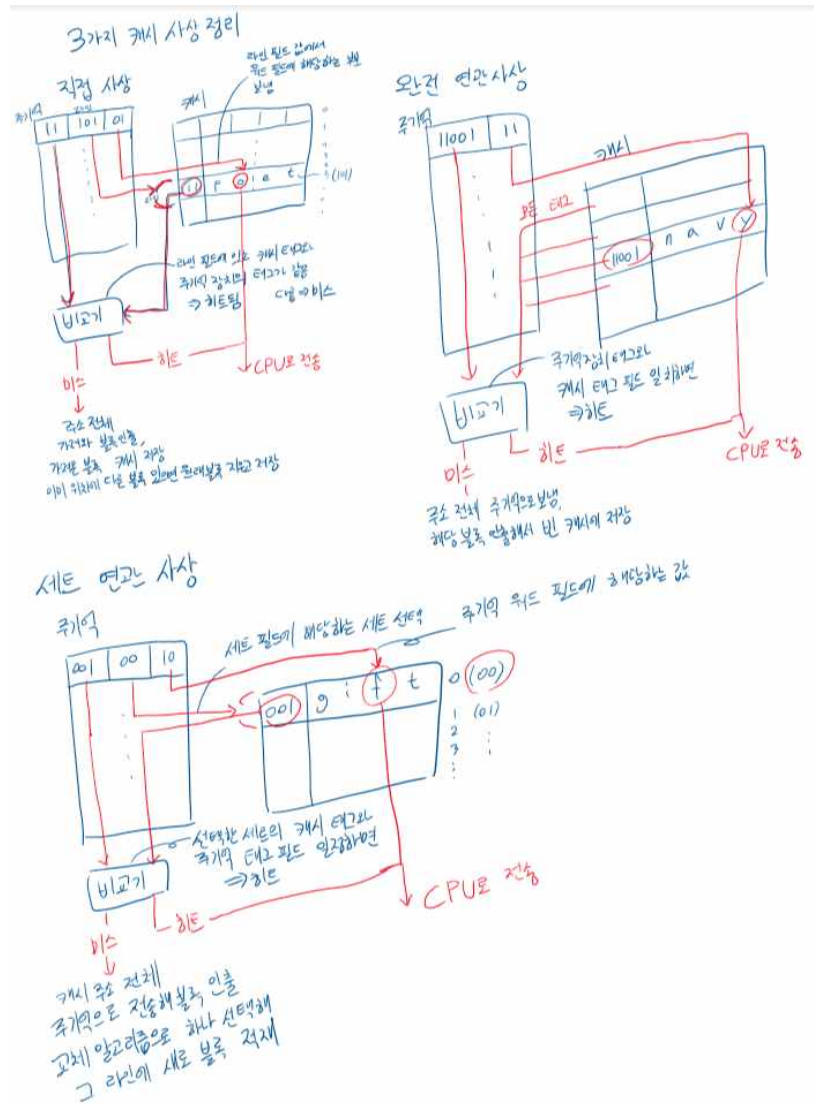 3가지 캐시 사상 정리
직접 사상
주기억
11 101 01
캐시
라인 필드 값에서
워드 필드에 해당하는
보냄
11
t
(101)
라인 필드에 있는 캐시 태그와
주기억 장치의 태그가 같음
⇒ 히트됨
다름 ⇒ 미스
비교기
히트
CPU로 전송
미스
주소 전체
가져와 블록인출,
가져온 블록 캐시 저장
이미 위치에 다른 블록 있으면 원래블록 지우고 저장
완전 연관사상
주기억
11001 11
캐시
모든 태그
11001 n a v y
주기억장치 태그와
캐시 태그 필드 일치하면
⇒히트
비교기
히트
CPU로 전송
미스
주소 전체 주기억으로보냄,
해당 블록 인출해서 빈 캐시에 저장
세트 연관 사상
주기억
001 00 10
세트 필드가 해당하는 세트 선택
주기억 워드 필드에 해당하는 값
001 g i f t 0 (00)
1 (01)
2
3
선택한 세트의 캐시 태그와
주기억 태그 필드 일정하면
⇒히트
비교기
히트
CPU로 전송
미스
캐시 주소 전체
주기억으로 전송해 블록 인출
교체 알고리즘으로 하나 선택해
그 라인에 새로 블록 적재